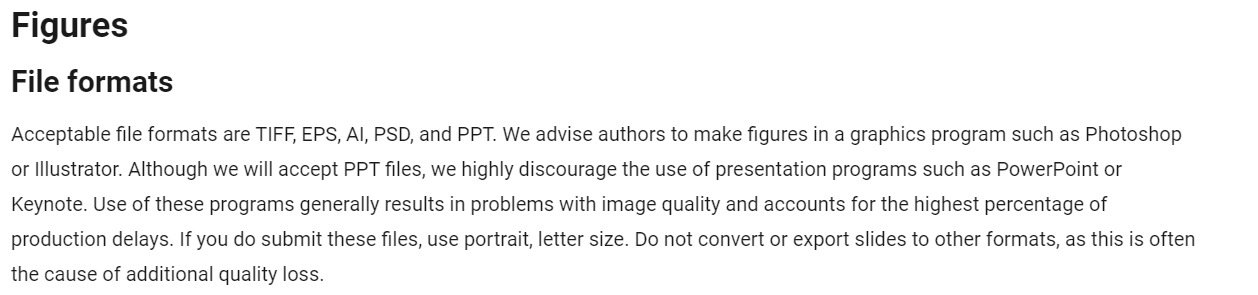 Figures
File formats
Acceptable file formats are TIFF, EPS, AI, PSD, and PPT. We advise authors to make figures in a graphics program such as Photoshop
or Illustrator. Although we will accept PPT files, we highly discourage the use of presentation programs such as PowerPoint or
Keynote. Use of these programs generally results in problems with image quality and accounts for the highest percentage of
production delays. If you do submit these files, use portrait, letter size. Do not convert or export slides to other formats, as this is often
the cause of additional quality loss.